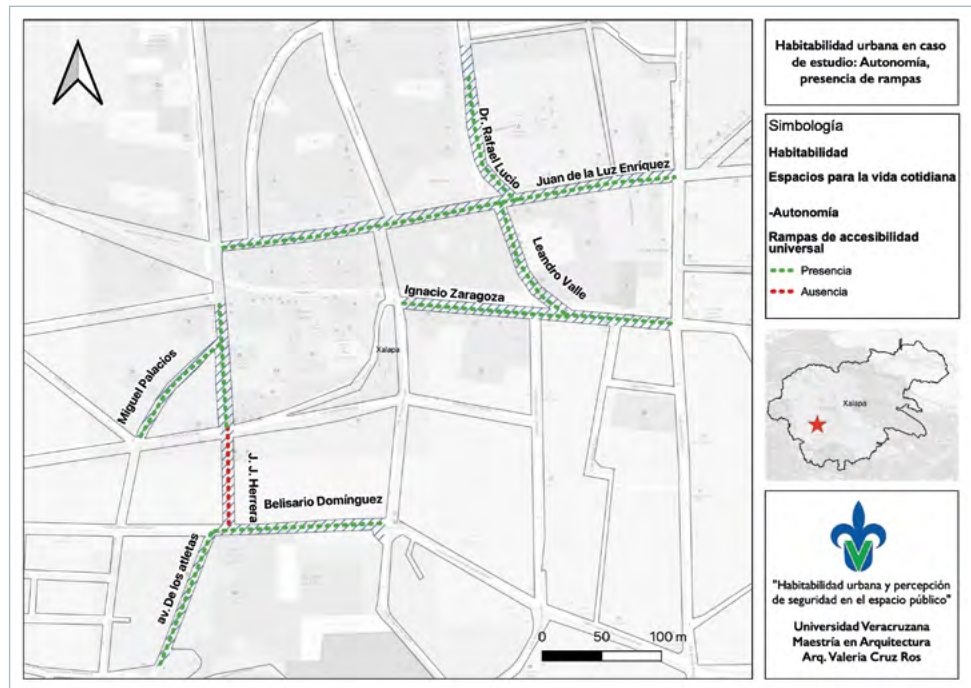 Habitabilidad urbana en caso
de estudio: Autonomía,
presencia de rampas
Simbología
Habitabilidad
Espacios para la vida cotidiana
-Autonomía
Rampas de accesibilidad
universal
Presencia
Ausencia
Dr. Rafael Lucio
Juan de la Luz Enríquez
Leandro Valle
Ignacio Zaragoza
Xalapa
Miguel Palacios
J. J. Herrera
Belisario Domínguez
av. De los atletas
0 50 100 m
Xalapa
"Habitabilidad urbana y percepción
de seguridad en el espacio público"
Universidad Veracruzana
Maestría en Arquitectura
Arq. Valeria Cruz Ros